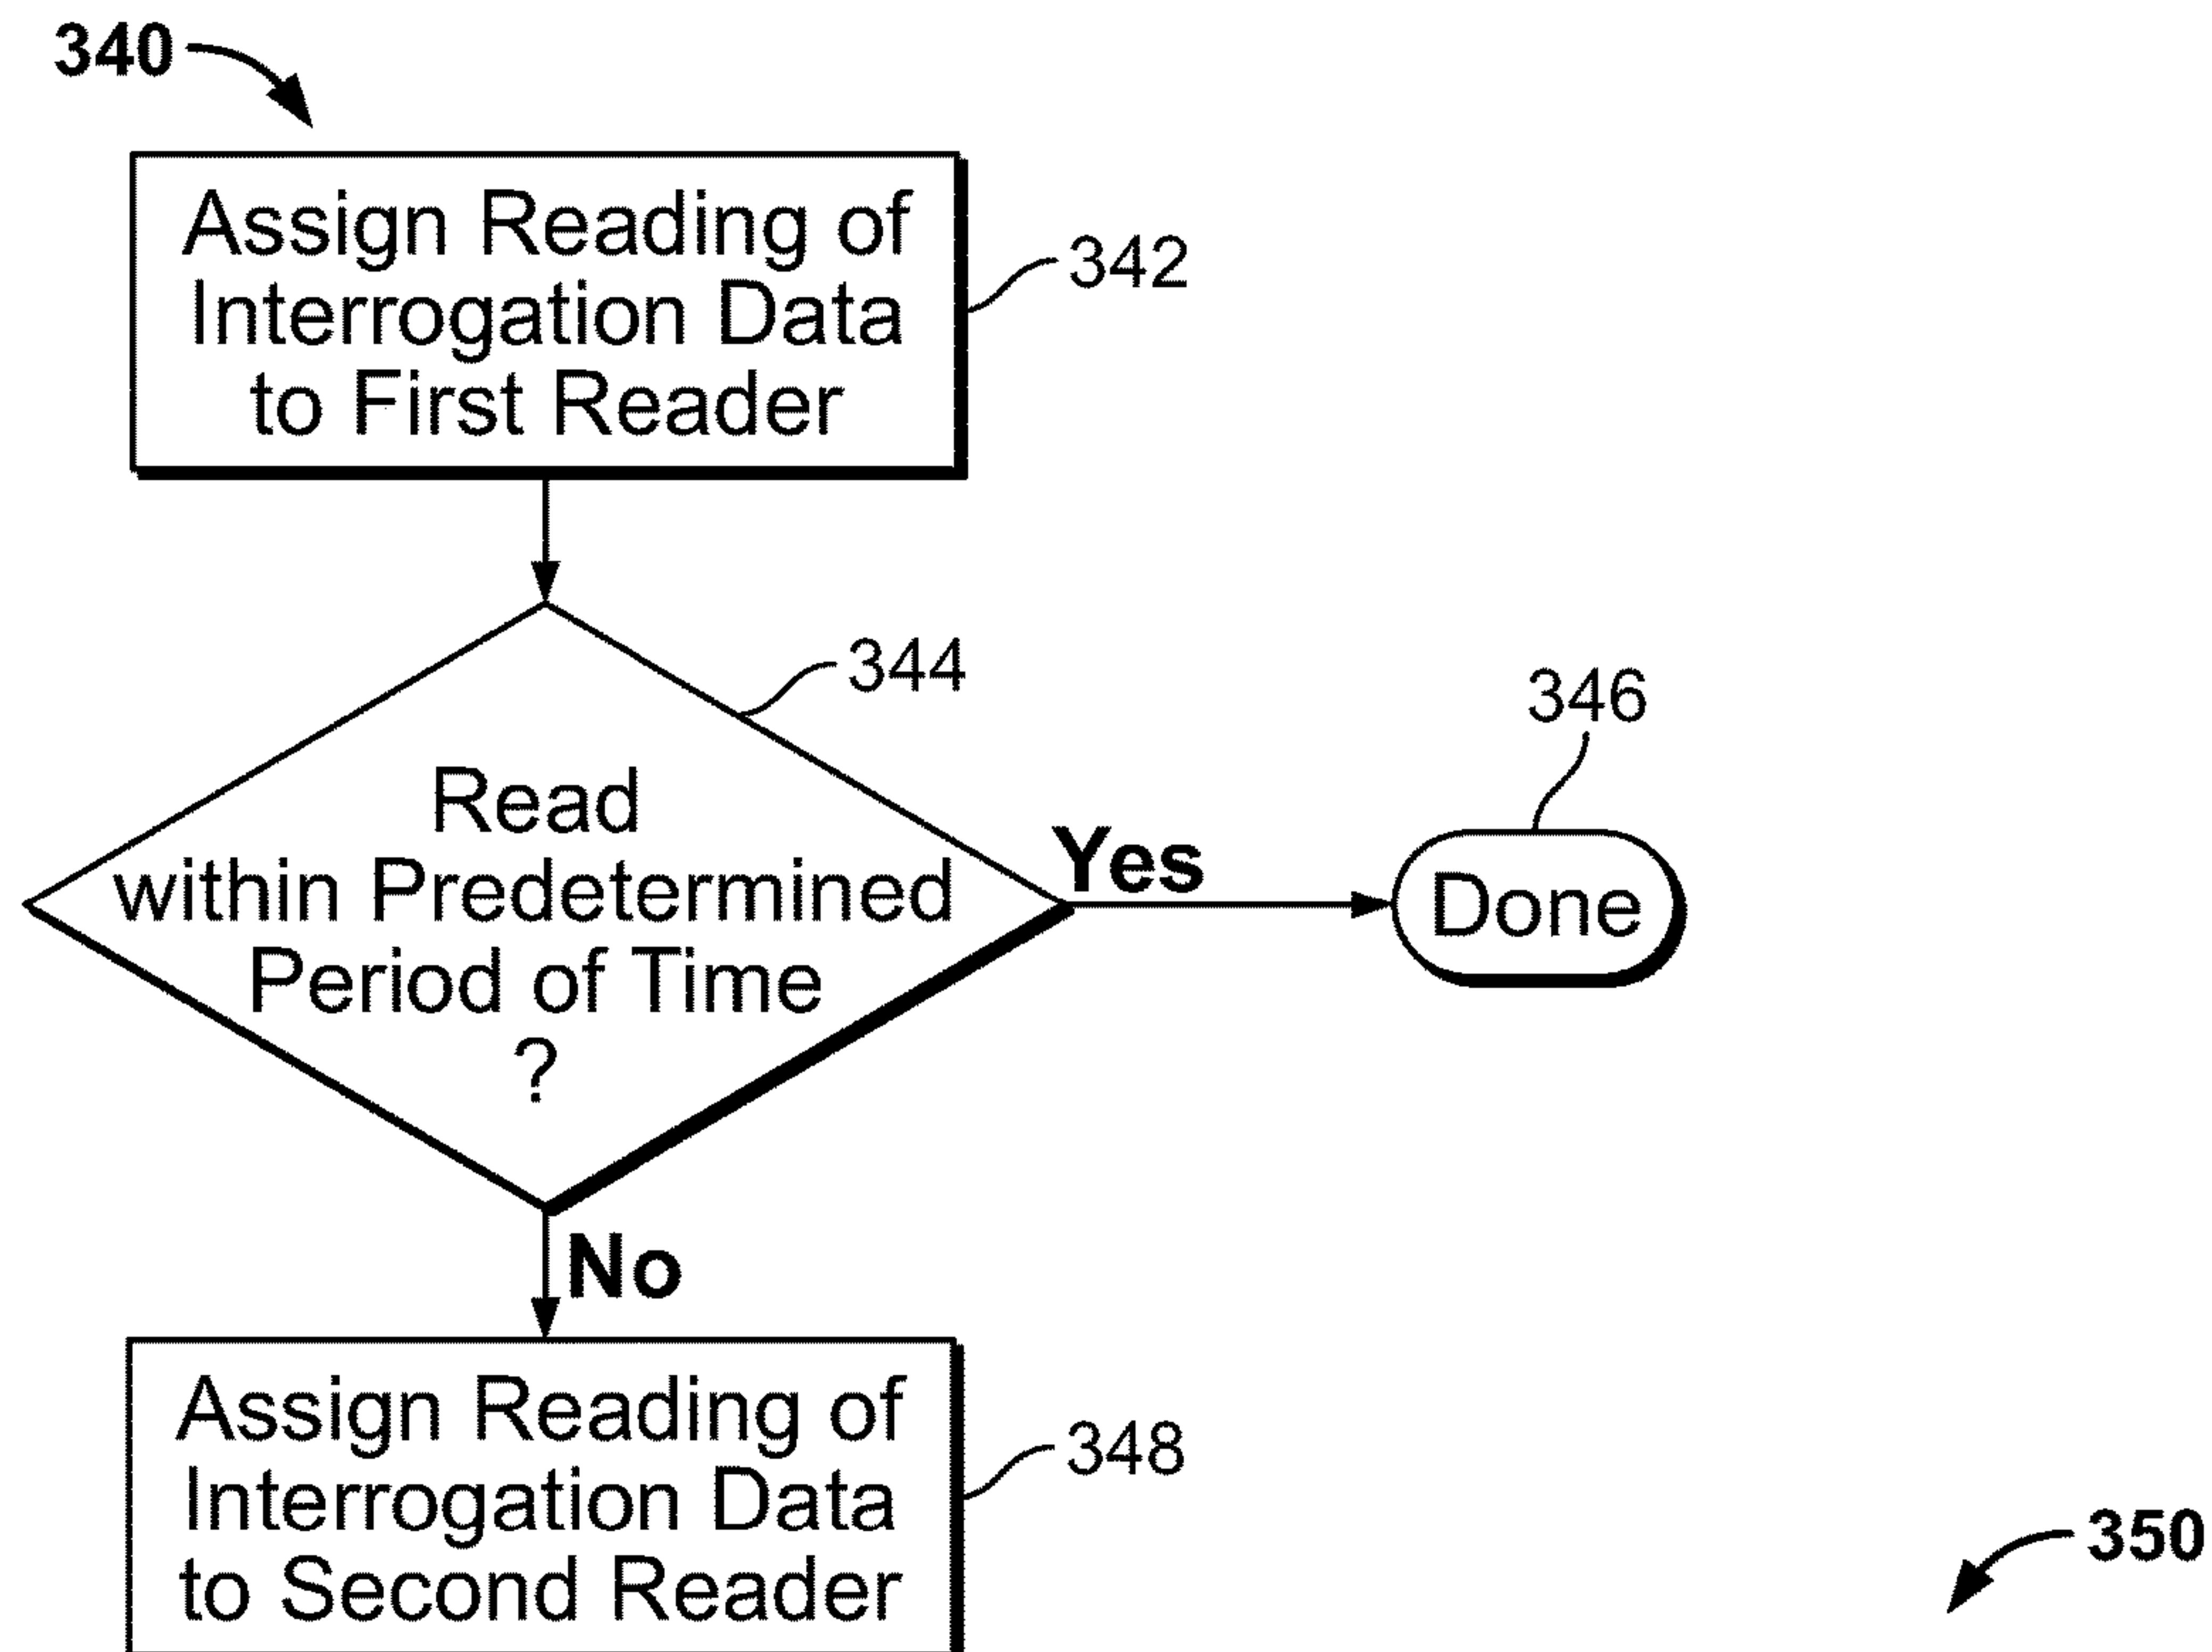 340
Assign Reading of
Interrogation Data
to First Reader
342
344
Read
within Predetermined
Period of Time
?
Yes
346
Done
No
Assign Reading of
Interrogation Data
to Second Reader
348
350